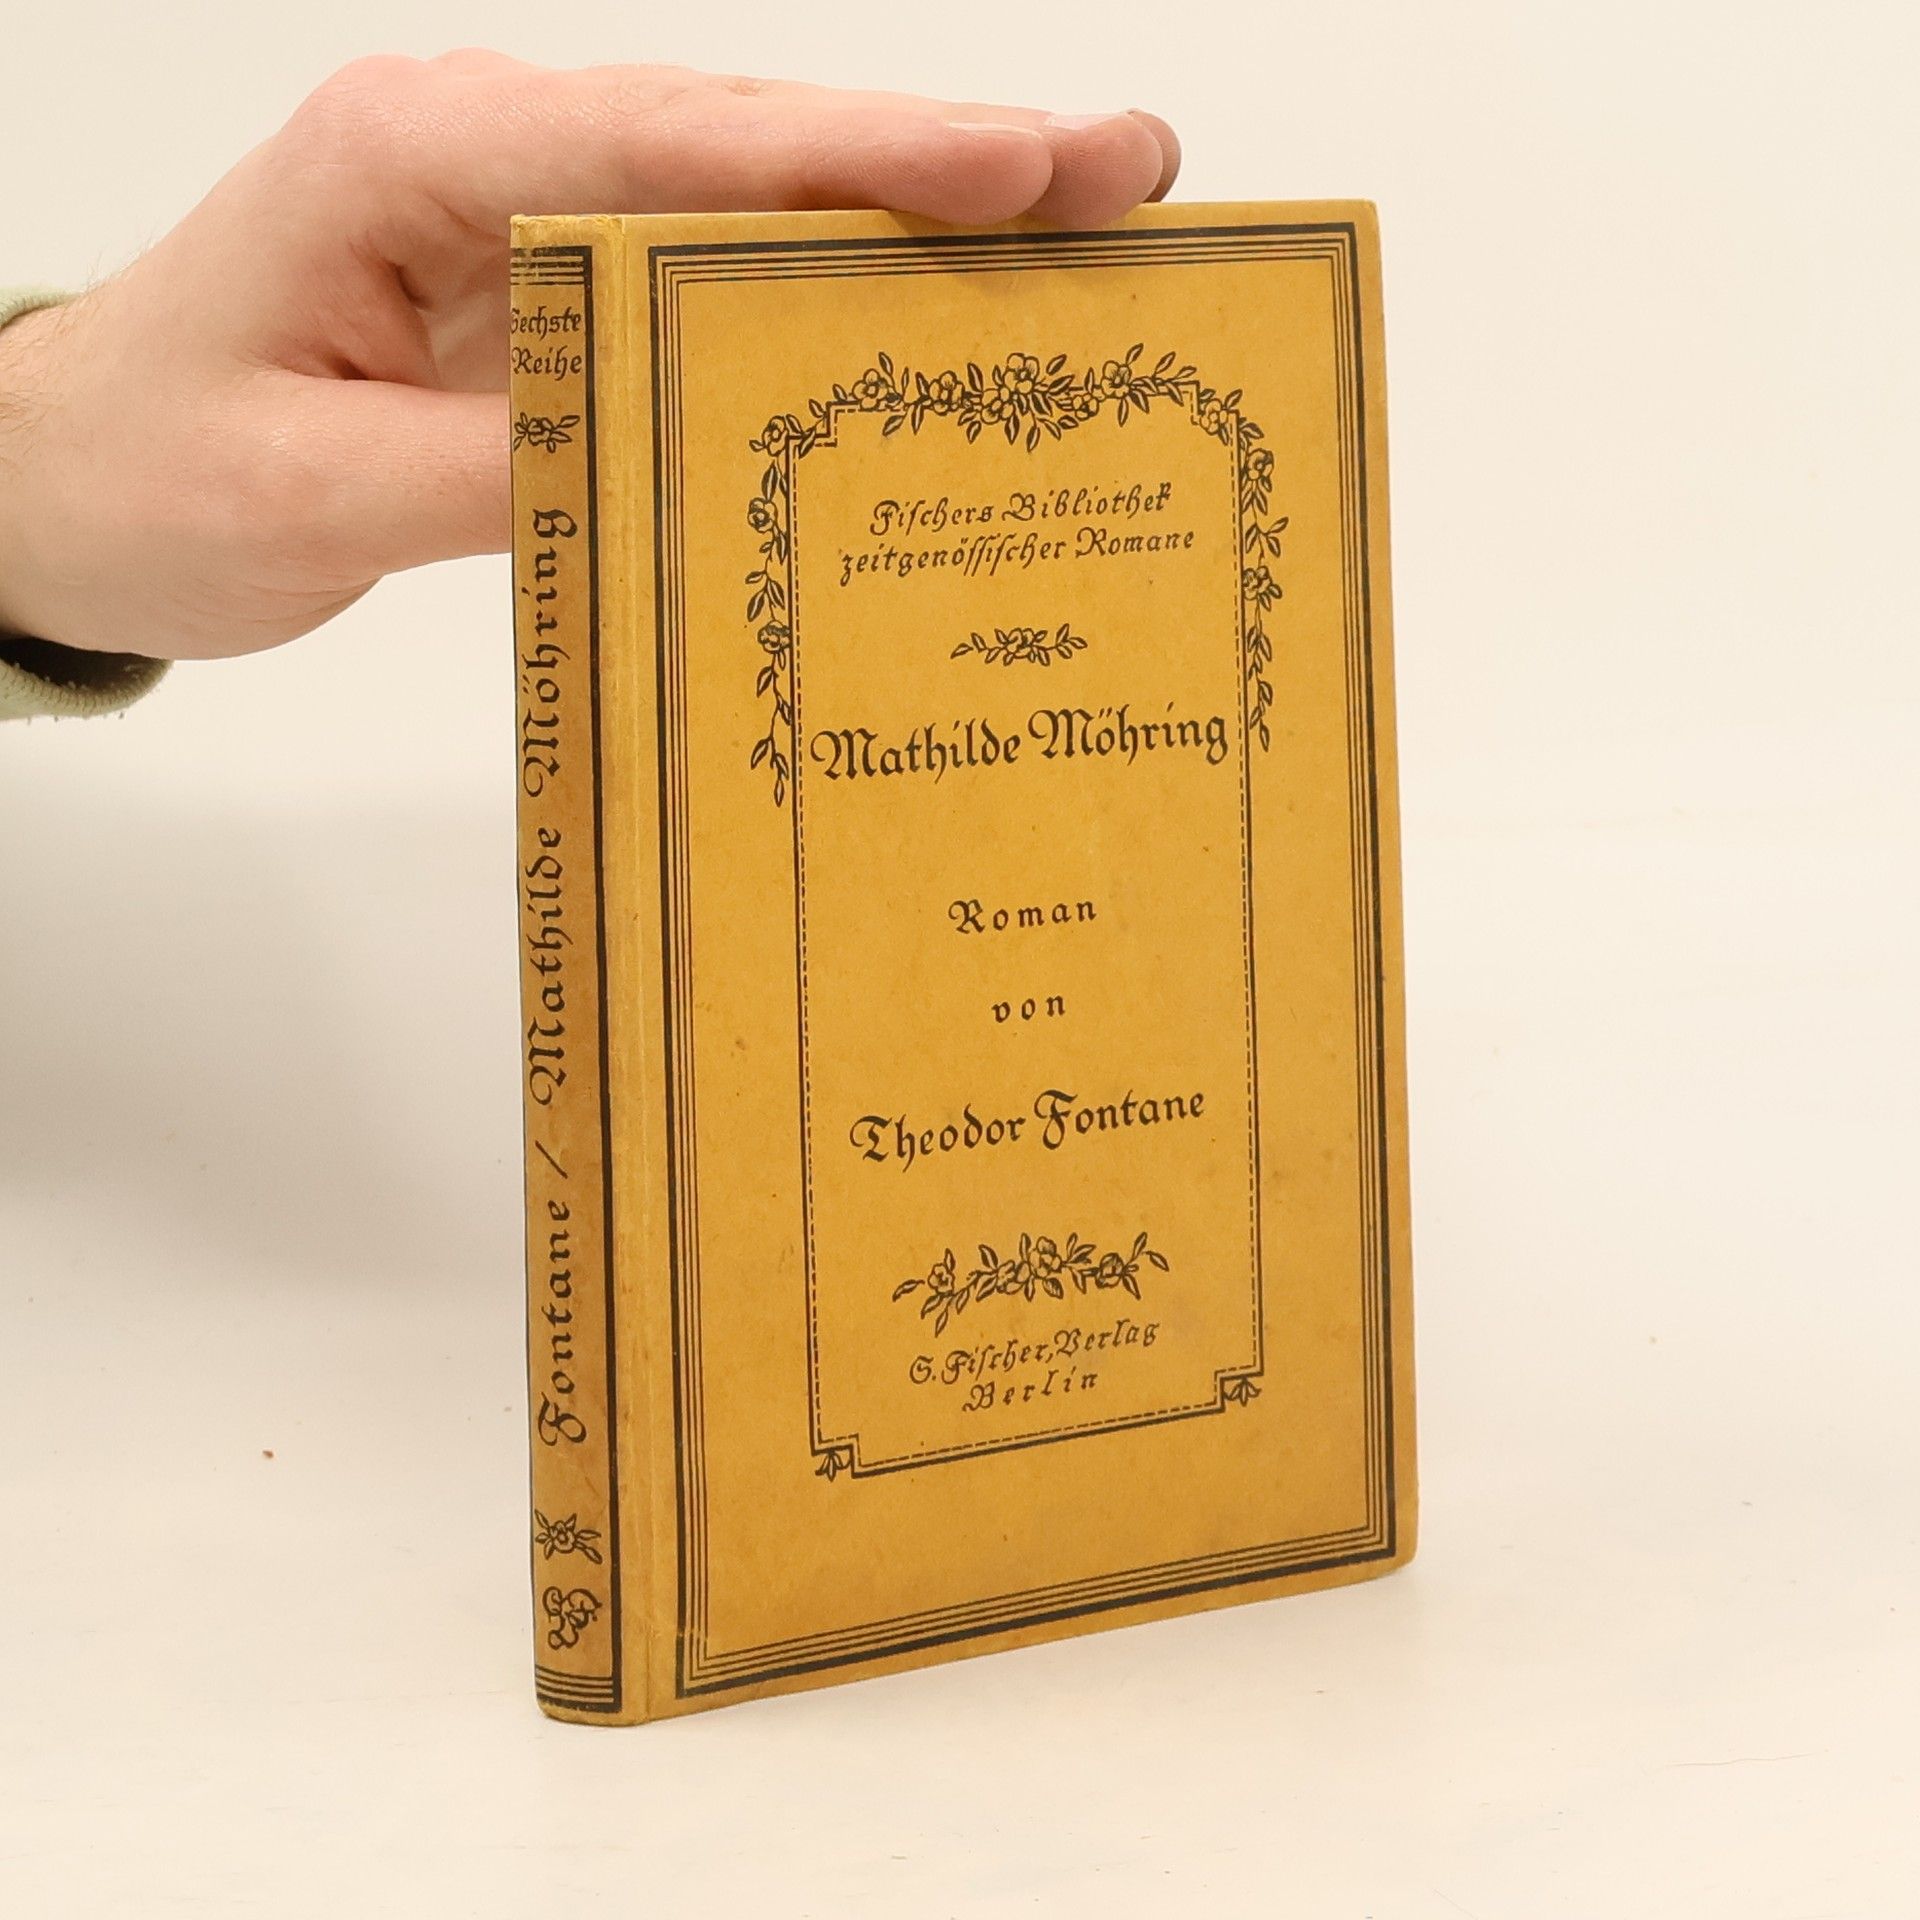 Sechste
Reihe
Fontane / Mathilde Möhring
Fischers Bibliothek
zeitgenössischer Romane
Mathilde Möhring
Roman
von
Theodor Fontane
S. Fischer, Verlag
Berlin